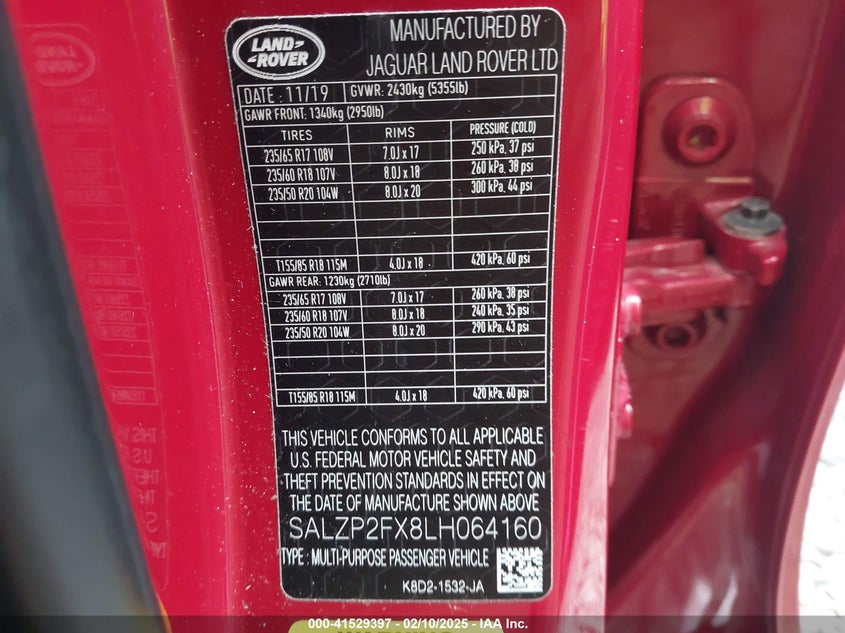 LAND-
-ROVER
MANUFACTURED BY
JAGUAR LAND ROVER LTD
DATE : 11/19 GVWR: 2430kg (5355lb)
GAWR FRONT: 1340kg (2950lb)
TIRES RIMS PRESSURE (COLD)
235/65 R17 108V 7.0J x 17 250 kPa, 37 psi
235/60 R18 107V 8.0J x 18 260 kPa, 38 psi
235/50 R20 104W 8.0J x 20 300 kPa, 44 psi
T155/85 R18 115M 4.0J x 18 420 kPa, 60 psi
GAWR REAR: 1230kg (2710lb)
235/65 R17 108V 7.0J x 17 260 kPa, 38 psi
235/60 R18 107V 8.0J x 18 240 kPa, 35 psi
235/50 R20 104W 8.0J x 20 290 kPa, 43 psi
T155/85 R18 115M 4.0J x 18 420 kPa, 60 psi
THIS VEHICLE CONFORMS TO ALL APPLICABLE
U.S. FEDERAL MOTOR VEHICLE SAFETY AND
THEFT PREVENTION STANDARDS IN EFFECT ON
THE DATE OF MANUFACTURE SHOWN ABOVE
SALZP2FX8LH064160
TYPE : MULTI-PURPOSE PASSENGER VEHICLE
K8D2-1532-JA
000-41529397 - 02/10/2025 - IAA Inc.